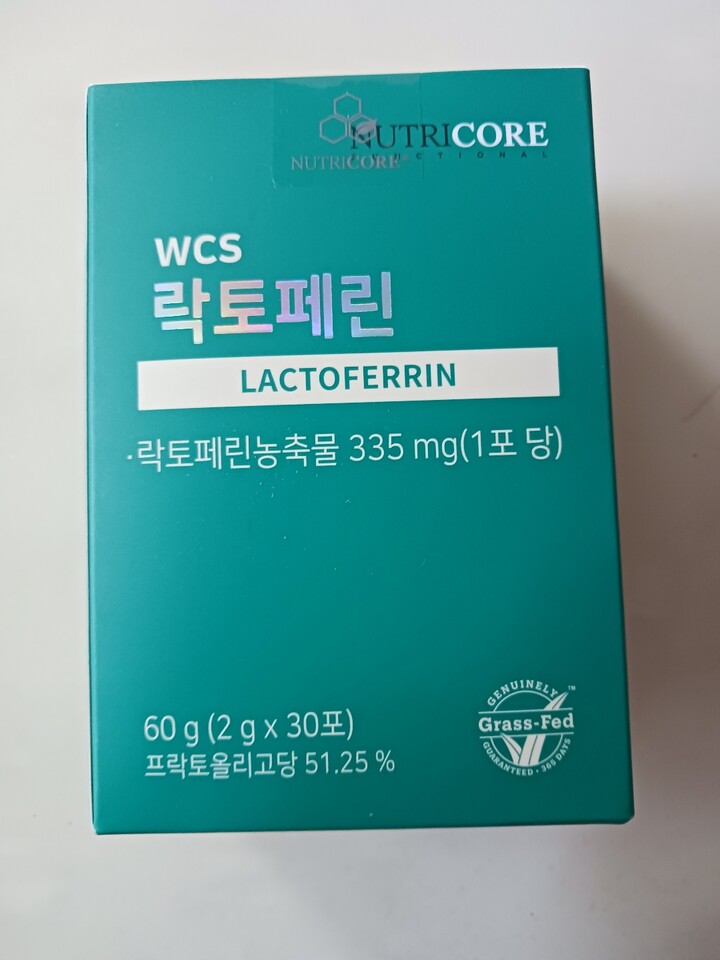 NUTRICORE
FUNCTIONAL
NUTRICORE
WCS
락토페린
LACTOFERRIN
·락토페린농축물 335 mg(1포 당)
60 g (2 g x 30포)
프락토올리고당 51.25 %
GENUINELY ™
Grass-Fed
GUARANTEED • 365 DAYS